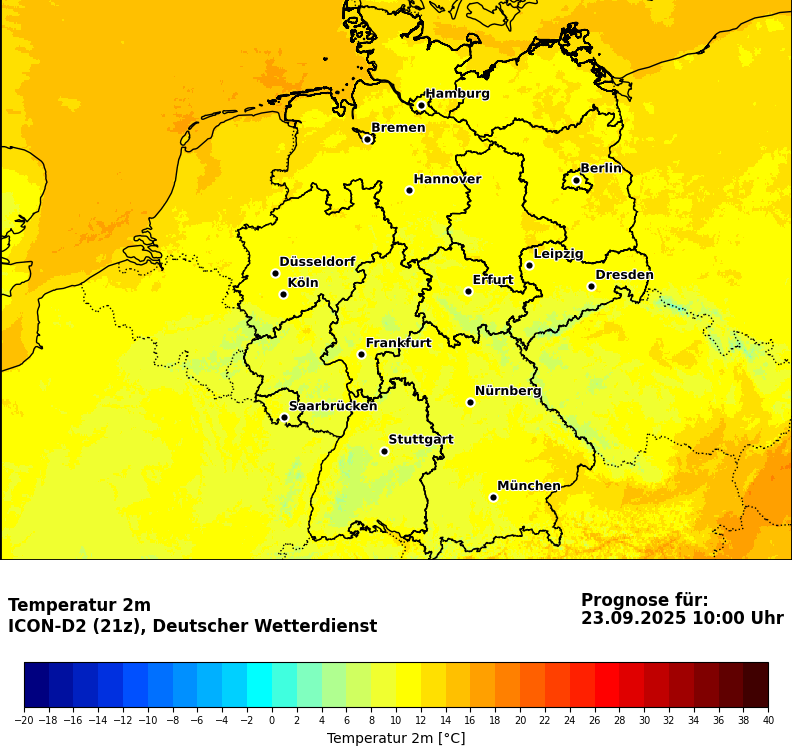 Hamburg
Bremen
Berlin
Hannover
Leipzig
Düsseldorf
Dresden
Köln
Erfurt
Frankfurt
Nürnberg
Saarbrücken
Stuttgart
München
Temperatur 2m
ICON-D2 (21z), Deutscher Wetterdienst
Prognose für:
23.09.2025 10:00 Uhr
−20 −18 −16 −14 −12 −10 −8 −6 −4 −2 0 2 4 6 8 10 12 14 16 18 20 22 24 26 28 30 32 34 36 38 40
Temperatur 2m [°C]